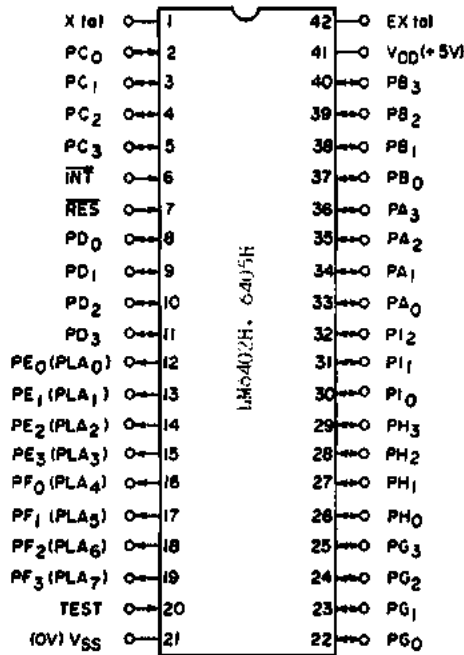 X tal 1 42 EX tal
PC0 2 41 VDD(+5V)
PC1 3 40 PB3
PC2 4 39 PB2
PC3 5 38 PB1
INT 6 37 PB0
RES 7 36 PA3
PD0 8 35 PA2
PD1 9 34 PA1
PD2 10 33 PA0
PD3 11 32 PI2
PE0(PLA0) 12 31 PI1
PE1(PLA1) 13 30 PI0
PE2(PLA2) 14 29 PH3
PE3(PLA3) 15 28 PH2
PF0(PLA4) 16 27 PH1
PF1(PLA5) 17 26 PH0
PF2(PLA6) 18 25 PG3
PF3(PLA7) 19 24 PG2
TEST 20 23 PG1
(0V) VSS 21 22 PG0
LM6402H, 6405H